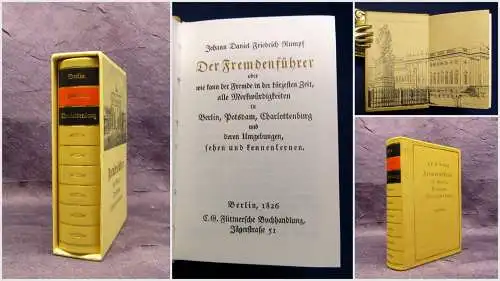 Johann Daniel Friedrich Rumpf
Der Fremdenführer
oder
wie kann der Fremde in der kürzesten Zeit,
alle Merkwürdigkeiten
in
Berlin, Potsdam, Charlottenburg
und
deren Umgebungen,
sehen und kennenlernen.
Berlin, 1826
C. G. Flittnersche Buchhandlung,
Jägerstraße 51
Berlin
Charlottenburg